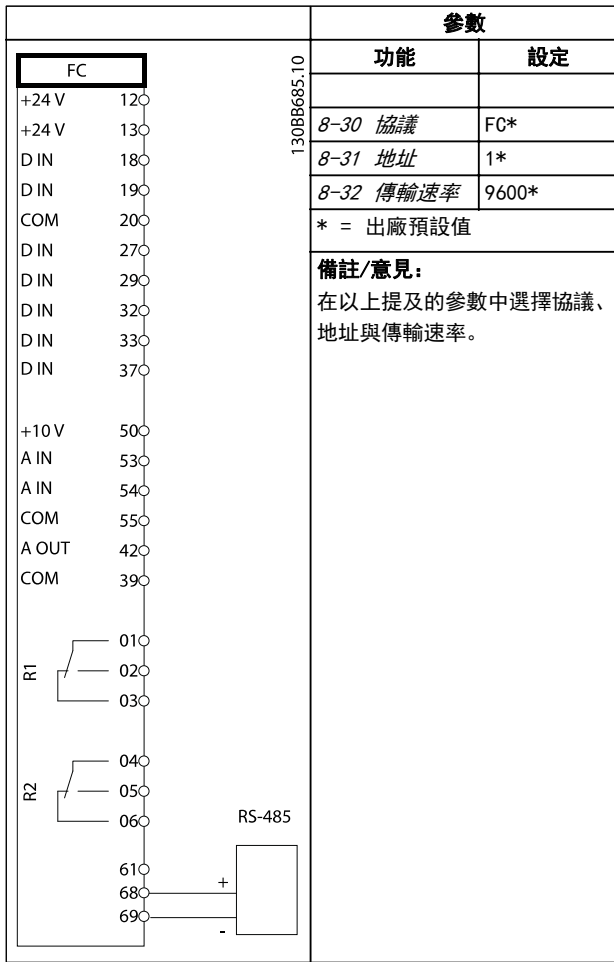 FC
130BB685.10
+24 V 12
+24 V 13
D IN 18
D IN 19
COM 20
D IN 27
D IN 29
D IN 32
D IN 33
D IN 37
+10 V 50
A IN 53
A IN 54
COM 55
A OUT 42
COM 39
R1
01
02
03
R2
04
05
06
RS-485
61
68 +
69 -
參數
功能 設定
8-30 協議 FC*
8-31 地址 1*
8-32 傳輸速率 9600*
* = 出廠預設值
備註/意見:
在以上提及的參數中選擇協議、
地址與傳輸速率。